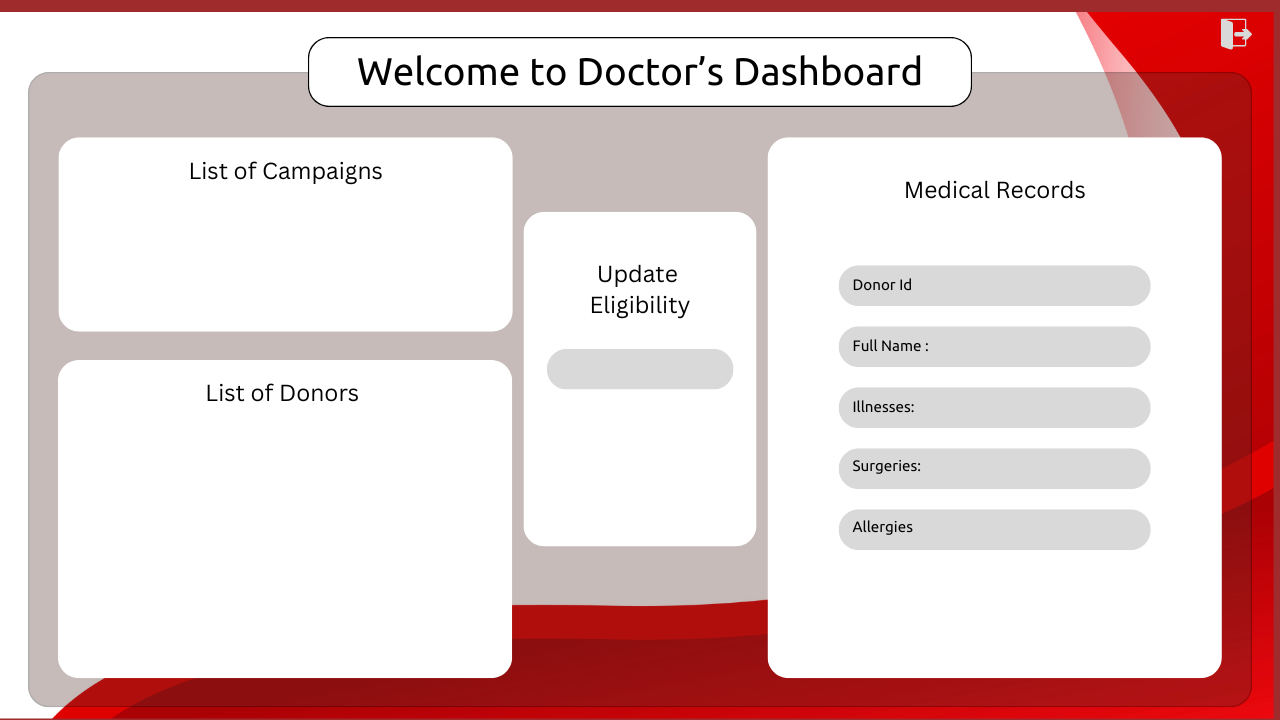 Welcome to Doctor’s Dashboard
List of Campaigns
List of Donors
Update
Eligibility
Medical Records
Donor Id
Full Name :
Illnesses:
Surgeries:
Allergies